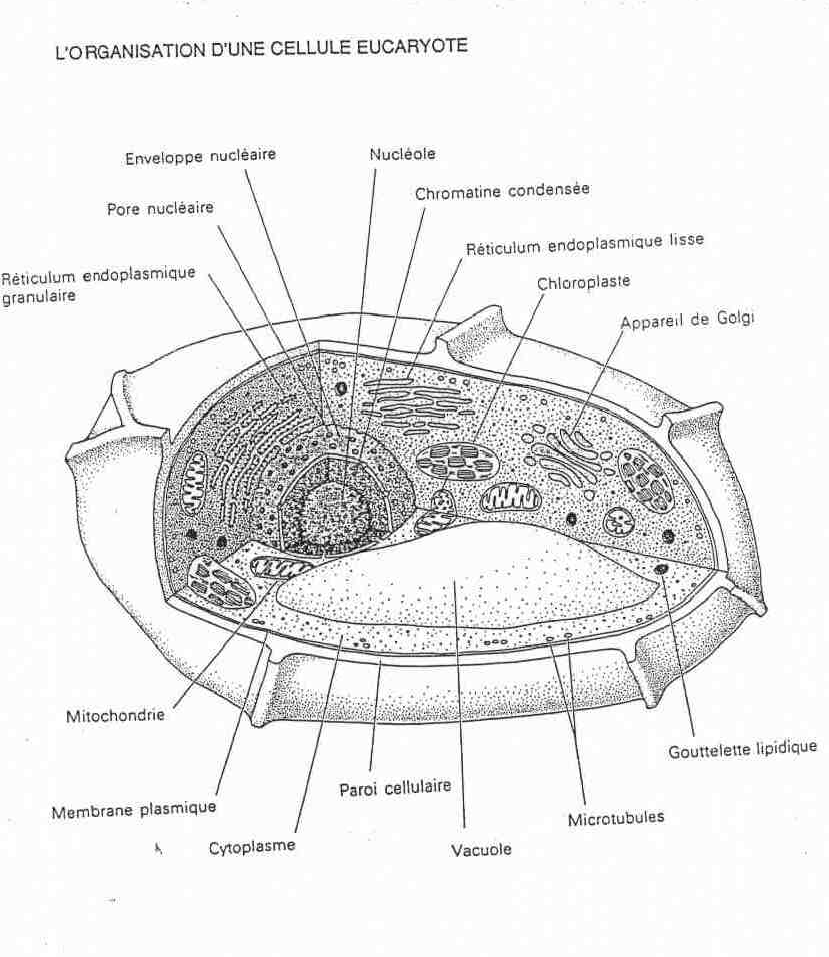 L'ORGANISATION D'UNE CELLULE EUCARYOTE
Enveloppe nucléaire
Nucléole
Chromatine condensée
Pore nucléaire
Réticulum endoplasmique lisse
Réticulum endoplasmique
granulaire
Chloroplaste
Appareil de Golgi
Mitochondrie
Gouttelette lipidique
Paroi cellulaire
Membrane plasmique
Microtubules
Cytoplasme
Vacuole